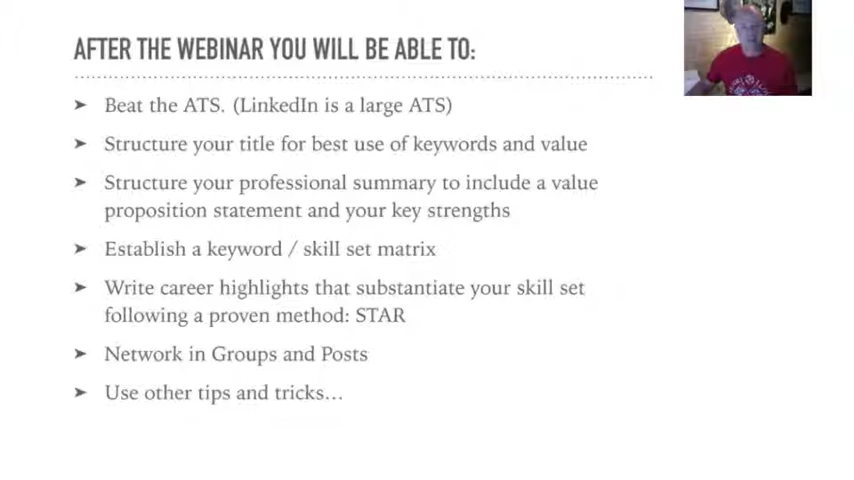 AFTER THE WEBINAR YOU WILL BE ABLE TO:
➤ Beat the ATS. (LinkedIn is a large ATS)
➤ Structure your title for best use of keywords and value
➤ Structure your professional summary to include a value
proposition statement and your key strengths
➤ Establish a keyword / skill set matrix
➤ Write career highlights that substantiate your skill set
following a proven method: STAR
➤ Network in Groups and Posts
➤ Use other tips and tricks…